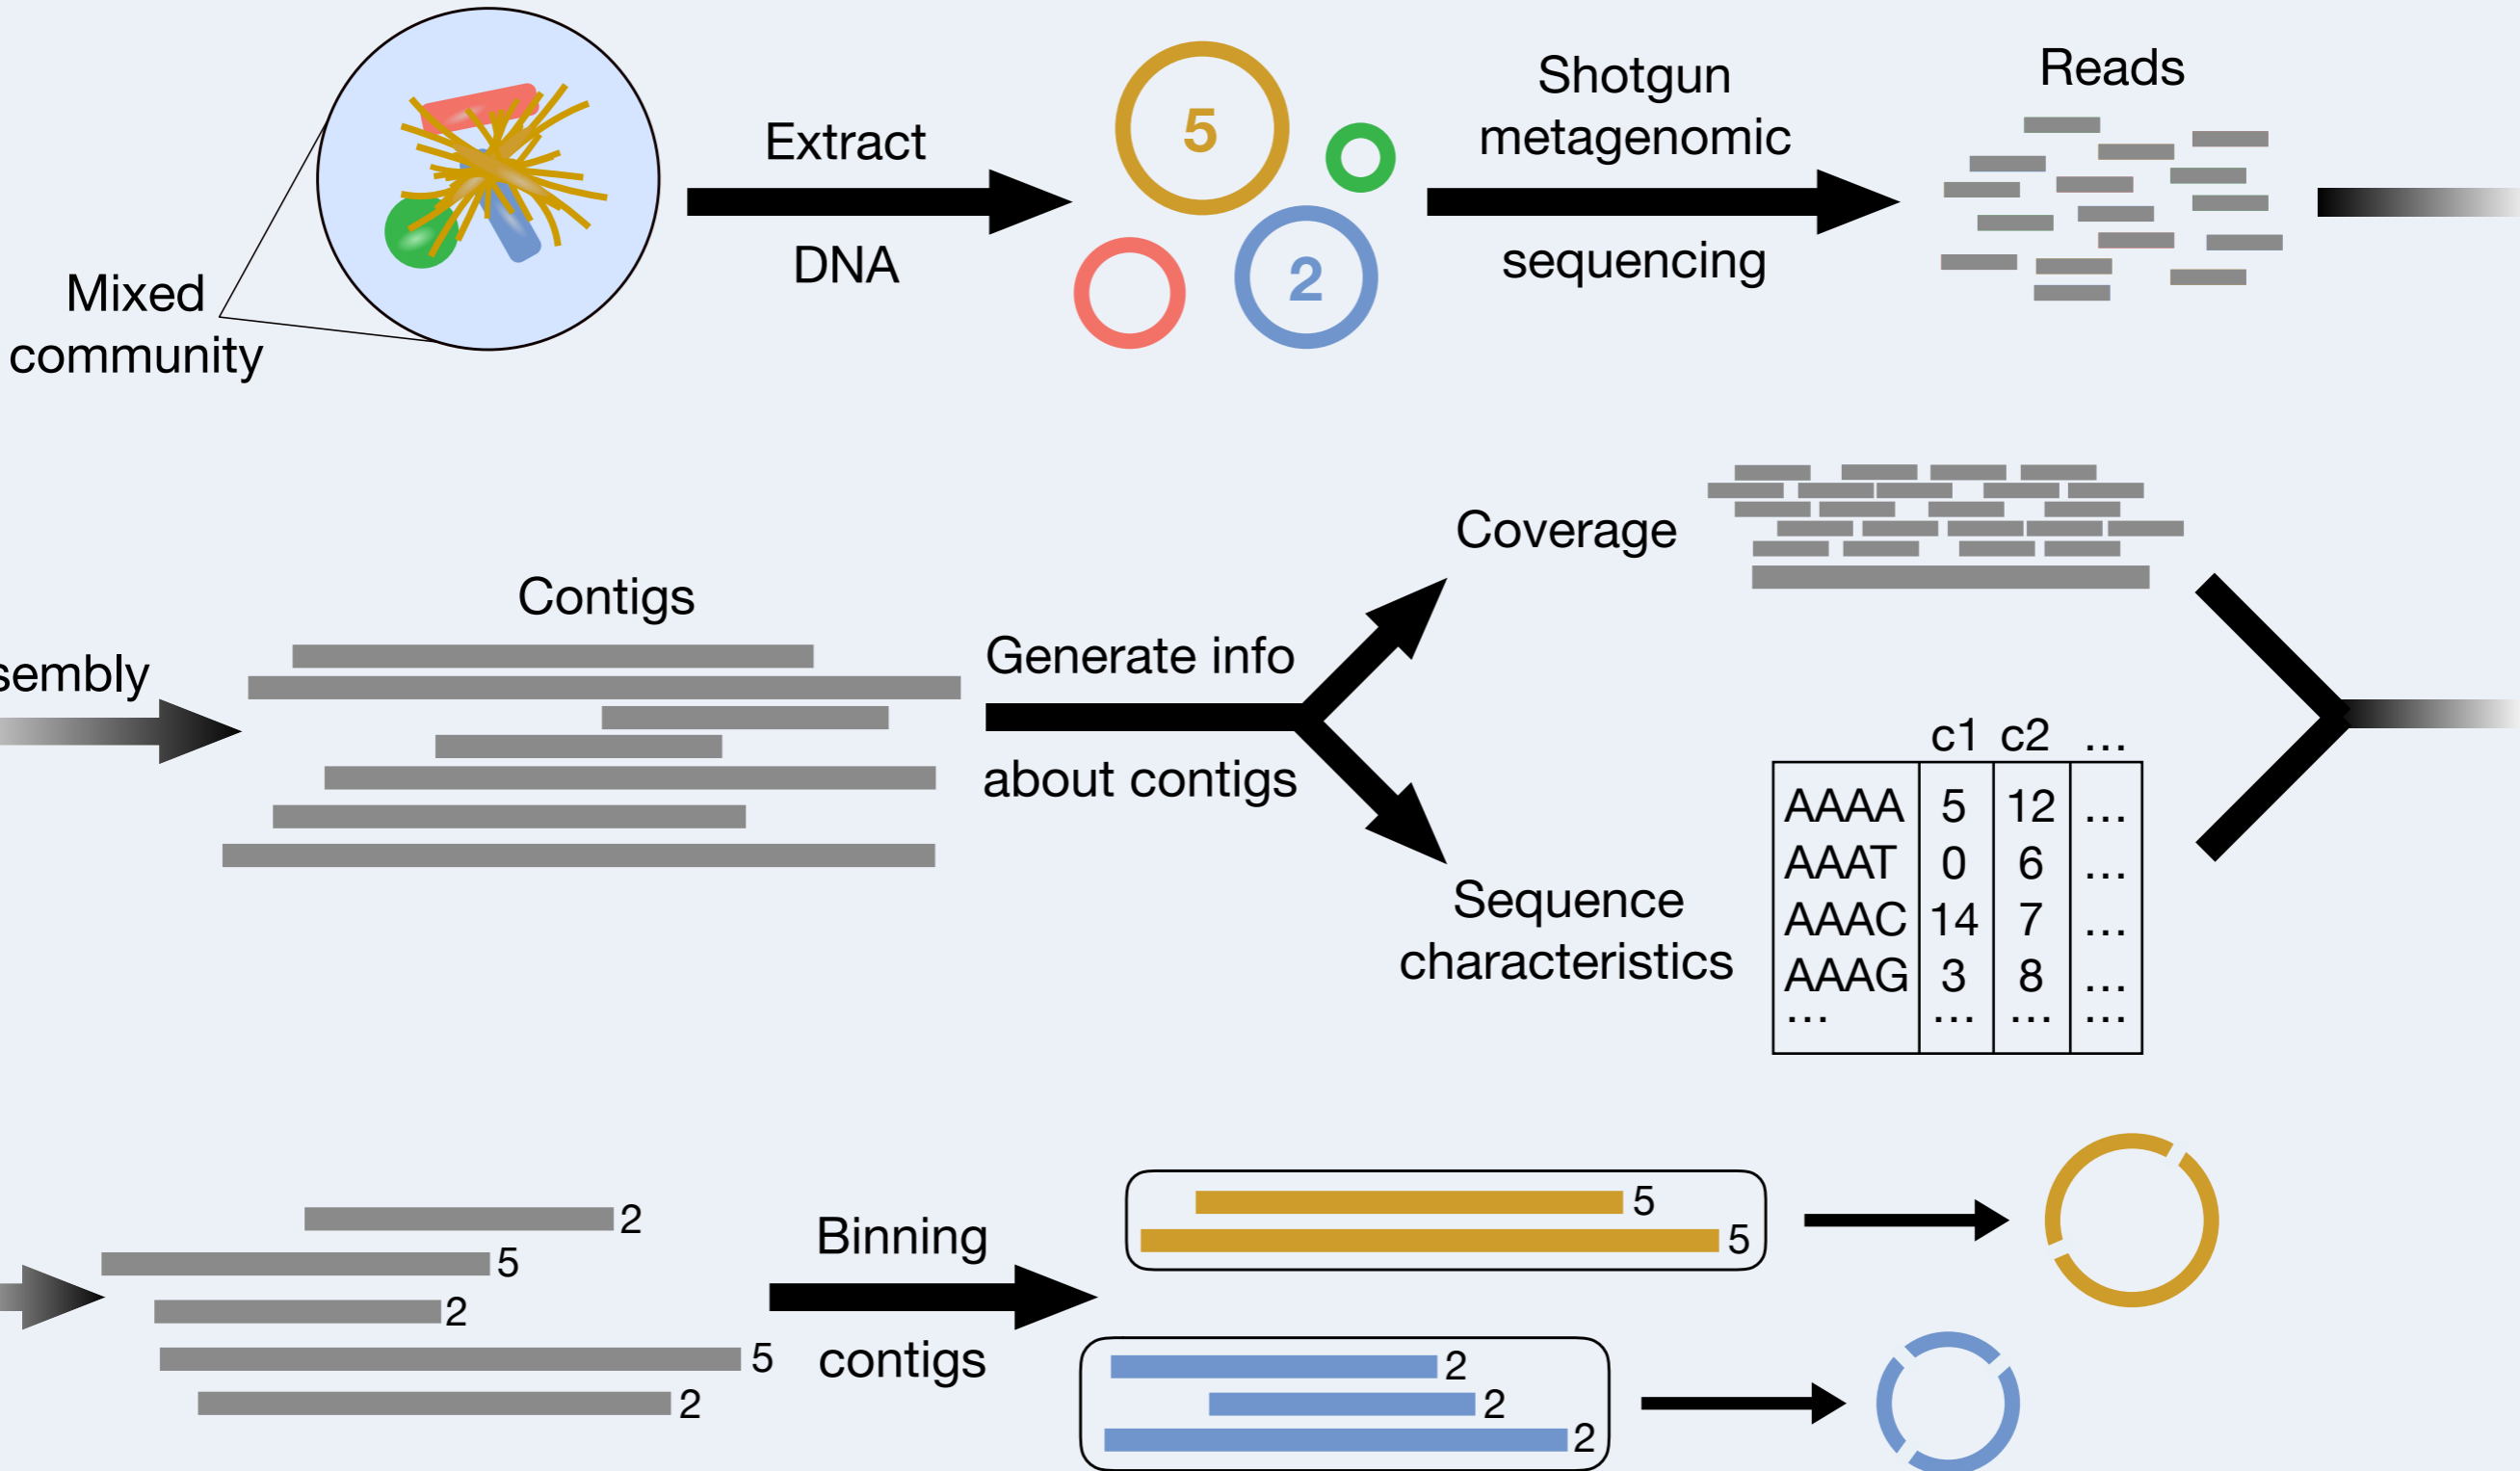 Mixed
community
Extract
DNA
5
2
Shotgun
metagenomic
sequencing
Reads
sembly
Contigs
Generate info
about contigs
Coverage
Sequence
characteristics
c1 c2 ...
AAAA 5 12 ...
AAAT 0 6 ...
AAAC 14 7 ...
AAAG 3 8 ...
... ... ... ...
2
5
2
5
2
Binning
contigs
5
5
2
2
2